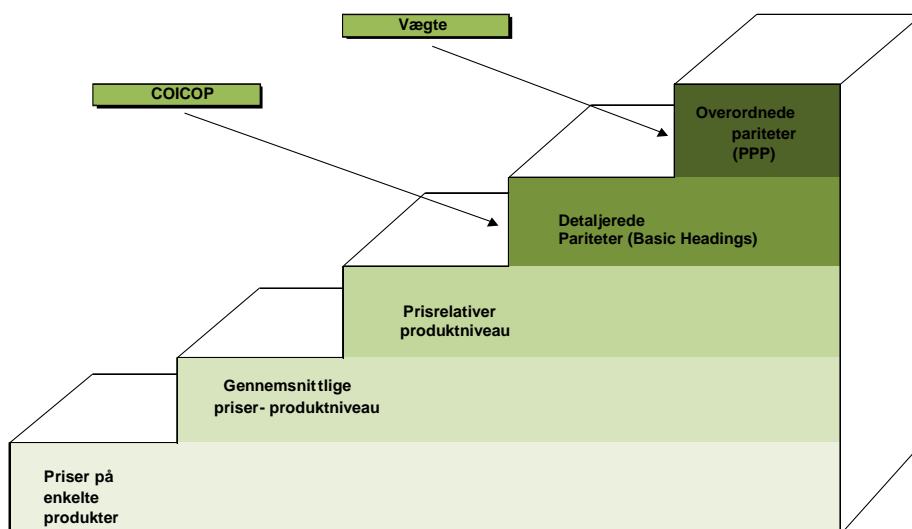 Vægte
COICOP
Overordnede
pariteter
(PPP)
Detaljerede
Pariteter (Basic Headings)
Prisrelativer
produktniveau
Gennemsnitlige
priser- produktniveau
Priser på
enkelte
produkter